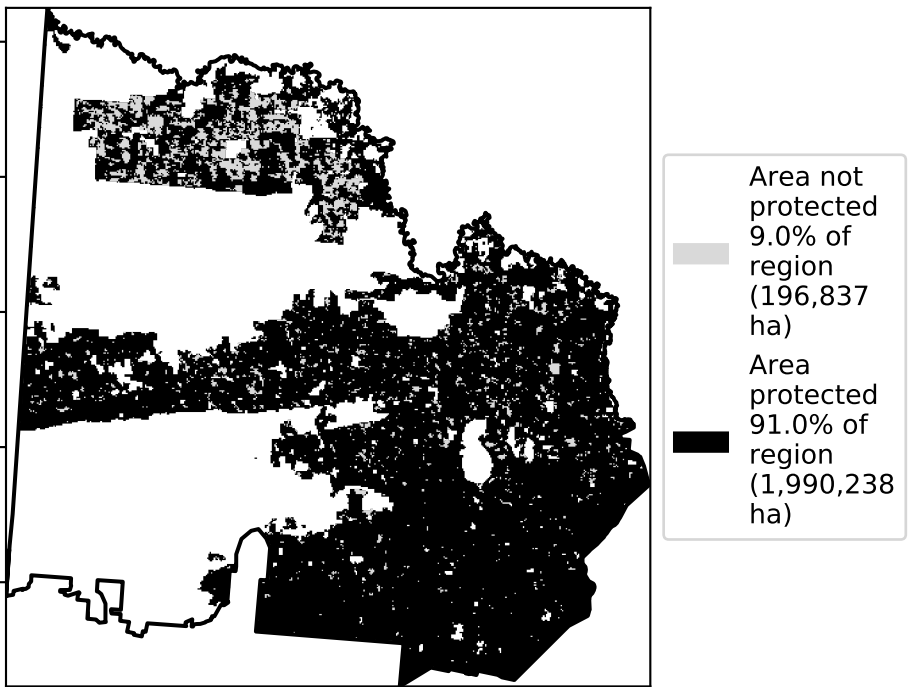 Area not
protected
9.0% of
region
(196,837
ha)
Area
protected
91.0% of
region
(1,990,238
ha)